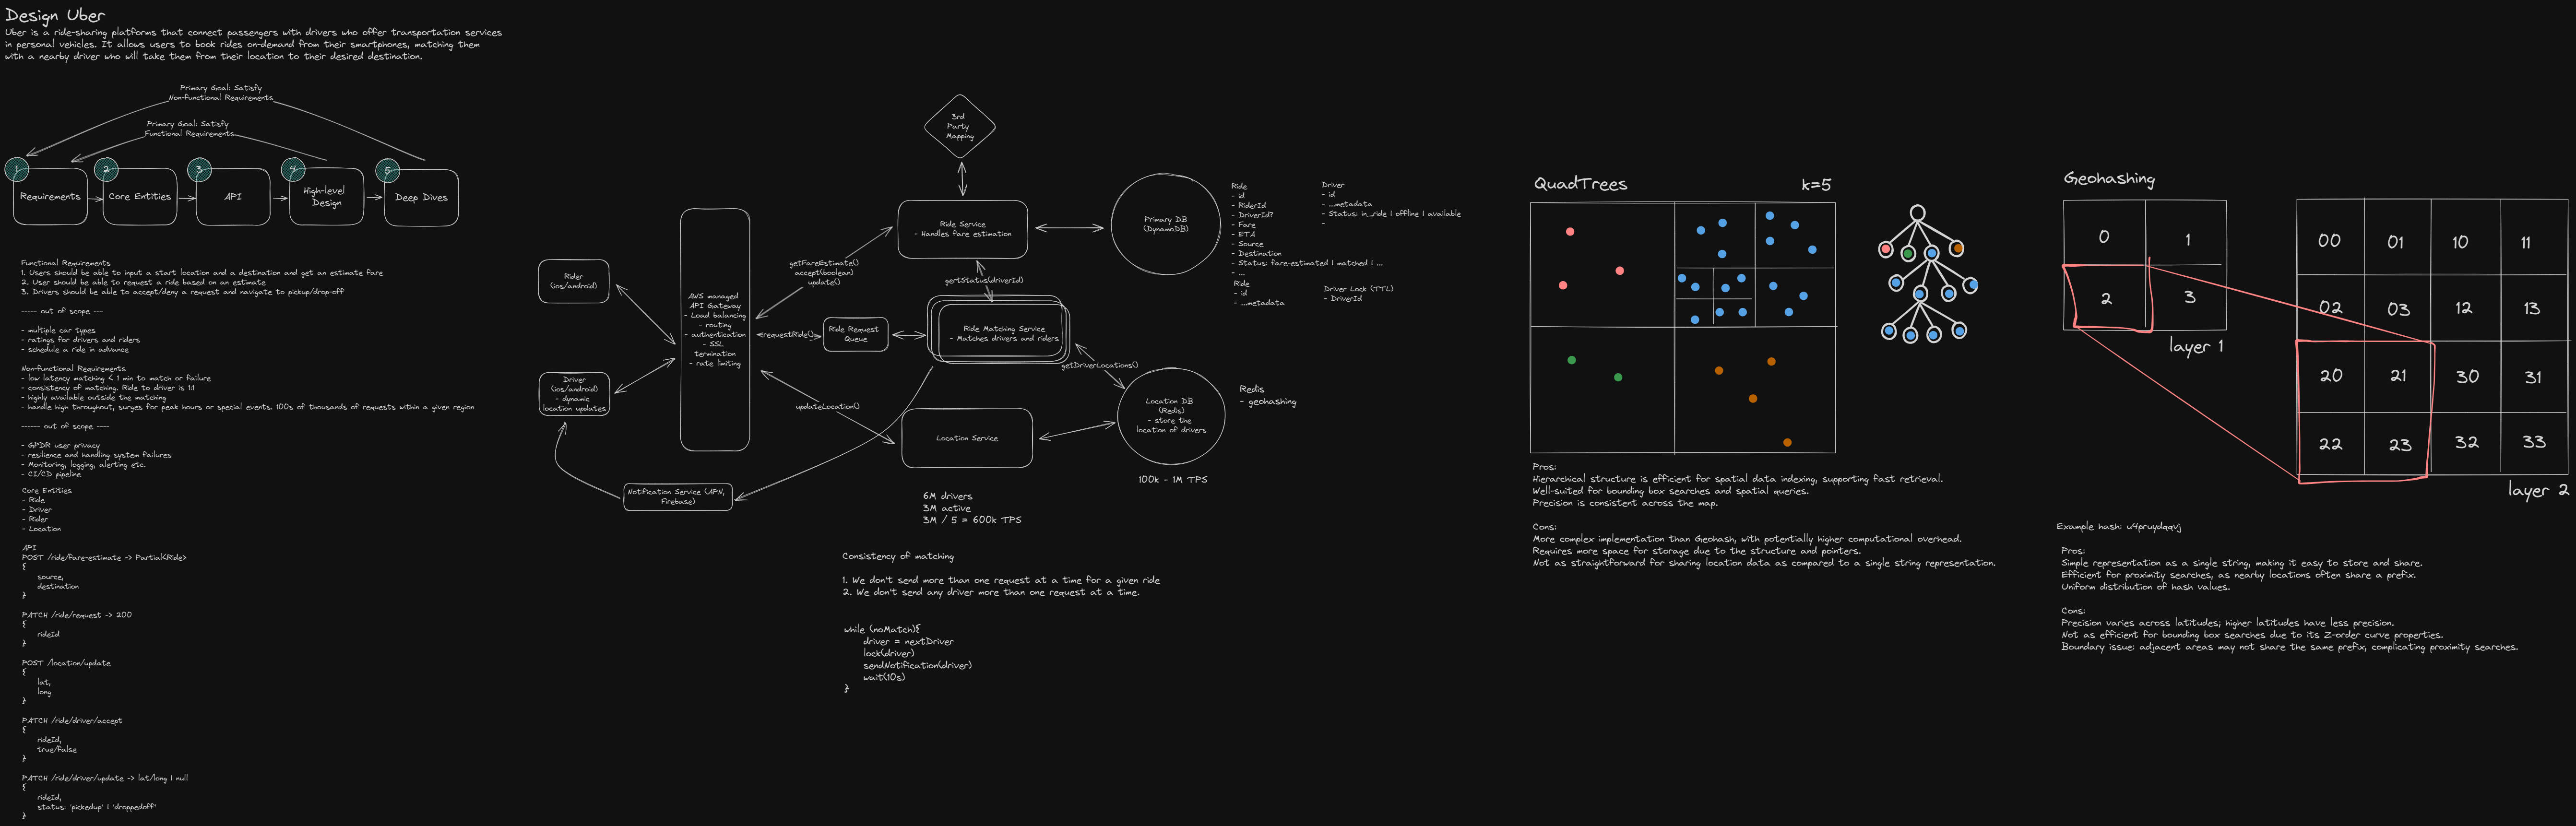 Design Uber
Uber is a ride-sharing platforms that connect passengers with drivers who offer transportation services
in personal vehicles. It allows users to book rides on-demand from their smartphones, matching them
with a nearby driver who will take them from their location to their desired destination.
Primary Goal: Satisfy
Non-functional Requirements
Primary Goal: Satisfy
Functional Requirements
1
Requirements
2
Core Entities
3
API
4
High-level
Design
5
Deep Dives
Functional Requirements
1. Users should be able to input a start location and a destination and get an estimate fare
2. User should be able to request a ride based on an estimate
3. Drivers should be able to accept/deny a request and navigate to pickup/drop-off
----- out of scope ---
- multiple car types
- ratings for drivers and riders
- schedule a ride in advance
Non-functional Requirements
- low latency matching < 1 min to match or failure
- consistency of matching. Ride to driver is 1:1
- highly available outside the matching
- handle high throughout, surges for peak hours or special events. 100s of thousands of requests within a given region
------ out of scope ----
- GPDR user privacy
- resilience and handling system failures
- Monitoring, logging, alerting etc.
- CI/CD pipeline
Core Entities
- Ride
- Driver
- Rider
- Location
API
POST /ride/fare-estimate -> Partial<Ride>
{
source,
destination
}
PATCH /ride/request -> 200
{
rideId
}
POST /location/update
{
lat,
long
}
PATCH /ride/driver/accept
{
rideId,
true/false
}
PATCH /ride/driver/update -> lat/long | null
{
rideId,
status: 'pickedup' | 'droppedoff'
}
Rider
(ios/android)
Driver
(ios/android)
- dynamic
location updates
AWS managed
API Gateway
- Load balancing
- routing
- authentication
- SSL
termination
- rate limiting
Notification Service (APN,
Firebase)
3rd
Party
Mapping
Ride Service
- Handles fare estimation
getFareEstimate()
accept(boolean)
update()
gertStatus(driverId)
requestRide()
Ride Request
Queue
Ride Matching Service
- Matches drivers and riders
getDriverLocations()
updateLocation()
Location Service
Primary DB
(DynamoDB)
Location DB
(Redis)
- store the
location of drivers
100k - 1M TPS
Ride
- id
- RiderId
- DriverId?
- Fare
- ETA
- Source
- Destination
- Status: fare-estimated | matched | ...
- ...
Ride
- id
- ...metadata
Driver
- id
- ...metadata
- Status: in_ride | offline | available
-
Driver Lock (TTL)
- DriverId
Redis
- geohashing
6M drivers
3M active
3M / 5 = 600k TPS
Consistency of matching
1. We don't send more than one request at a time for a given ride
2. We don't send any driver more than one request at a time.
while (noMatch){
driver = nextDriver
lock(driver)
sendNotification(driver)
wait(10s)
}
QuadTrees
k=5
Pros:
Hierarchical structure is efficient for spatial data indexing, supporting fast retrieval.
Well-suited for bounding box searches and spatial queries.
Precision is consistent across the map.
Cons:
More complex implementation than Geohash, with potentially higher computational overhead.
Requires more space for storage due to the structure and pointers.
Not as straightforward for sharing location data as compared to a single string representation.
Geohashing
0 1
2 3
layer 1
00 01 10 11
02 03 12 13
20 21 30 31
22 23 32 33
layer 2
Example hash: u4pruydqqvj
Pros:
Simple representation as a single string, making it easy to store and share.
Efficient for proximity searches, as nearby locations often share a prefix.
Uniform distribution of hash values.
Cons:
Precision varies across latitudes; higher latitudes have less precision.
Not as efficient for bounding box searches due to its Z-order curve properties.
Boundary issue: adjacent areas may not share the same prefix, complicating proximity searches.